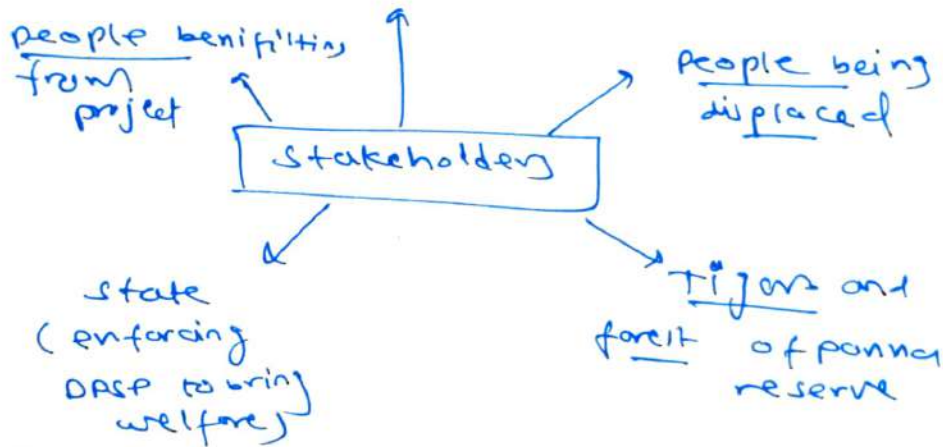 people benifitting
from
project
people being
displaced
stakeholders
state
(enforcing
DPSP to bring
welfare)
Tigers and
forest of panna
reserve